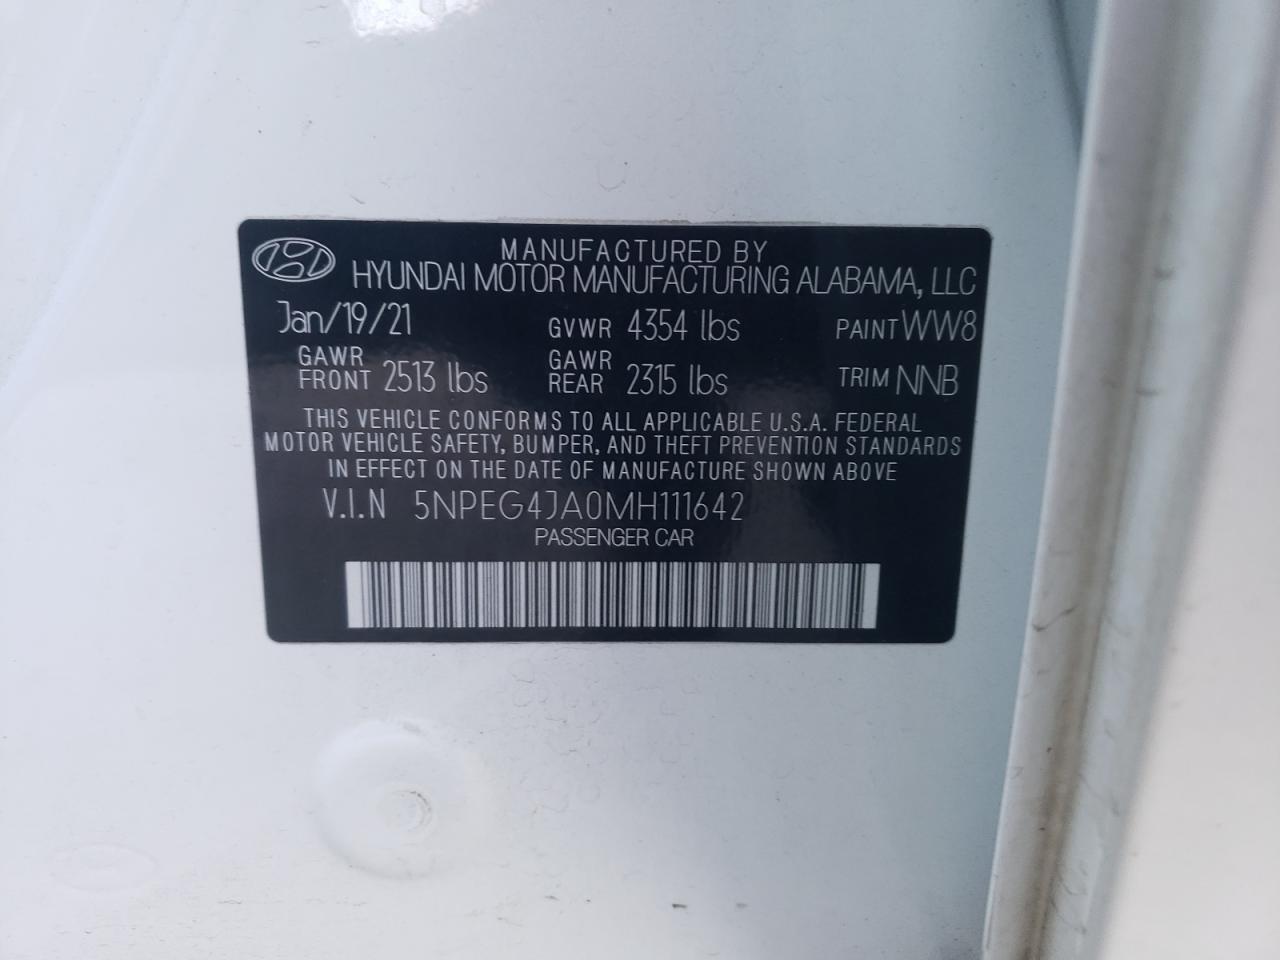 MANUFACTURED BY
HYUNDAI MOTOR MANUFACTURING ALABAMA, LLC
Jan/19/21 GVWR 4354 lbs PAINT WW8
GAWR FRONT 2513 lbs GAWR REAR 2315 lbs TRIM NNB
THIS VEHICLE CONFORMS TO ALL APPLICABLE U.S.A. FEDERAL
MOTOR VEHICLE SAFETY, BUMPER, AND THEFT PREVENTION STANDARDS
IN EFFECT ON THE DATE OF MANUFACTURE SHOWN ABOVE
V.I.N 5NPEG4JA0MH111642
PASSENGER CAR